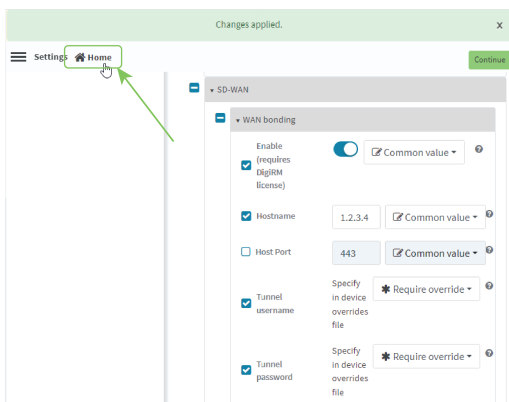 Changes applied.
x
Settings Home
Continue
SD-WAN
WAN bonding
Enable
(requires
DigiRM
license)
Common value
Hostname
1.2.3.4
Common value
Host Port
443
Common value
Tunnel
username
Specify
in device
overrides
file
Require override
Tunnel
password
Specify
in device
overrides
file
Require override